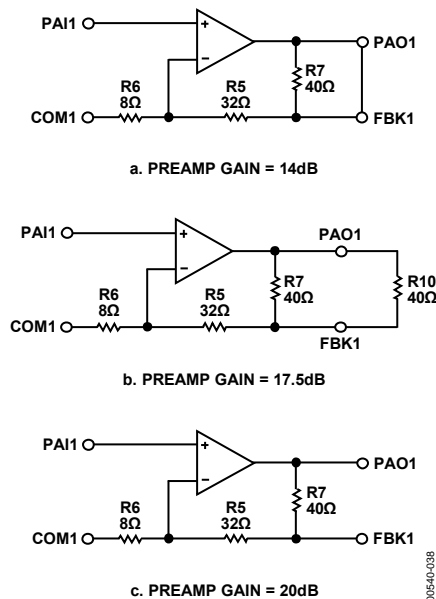 PAI1
+
PAO1
R7
40Ω
R6
8Ω
R5
32Ω
COM1
FBK1
a. PREAMP GAIN = 14dB
PAI1
+
PAO1
R7
40Ω
R10
40Ω
R6
8Ω
R5
32Ω
COM1
FBK1
b. PREAMP GAIN = 17.5dB
PAI1
+
PAO1
R7
40Ω
R6
8Ω
R5
32Ω
COM1
FBK1
c. PREAMP GAIN = 20dB
00540-038